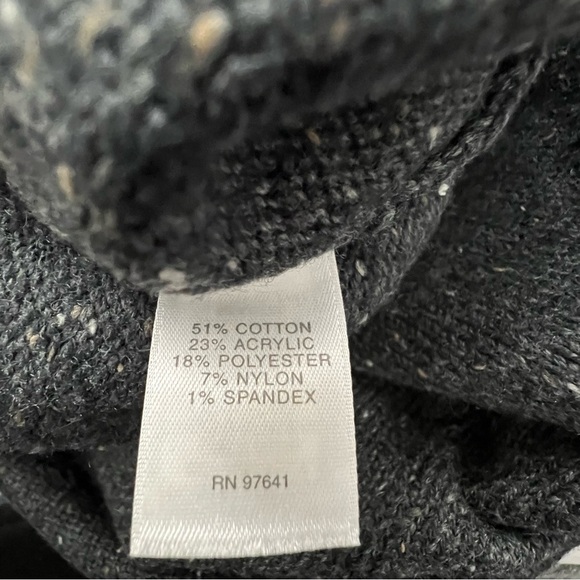 51% COTTON
23% ACRYLIC
18% POLYESTER
7% NYLON
1% SPANDEX
RN 97641